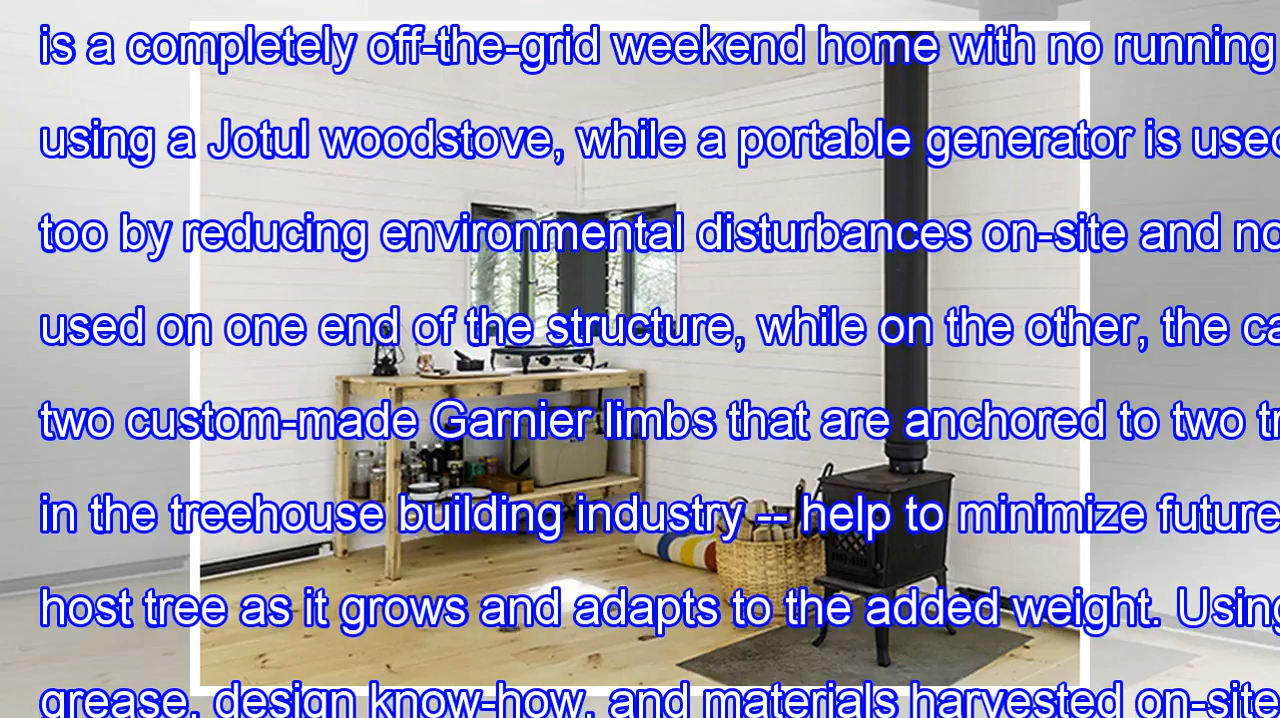 is a completely off-the-grid weekend home with no running
using a Jotul woodstove, while a portable generator is used
too by reducing environmental disturbances on-site and no
used on one end of the structure, while on the other, the ca
two custom-made Garnier limbs that are anchored to two tr
in the treehouse building industry -- help to minimize future
host tree as it grows and adapts to the added weight. Using
grease, design know-how, and materials harvested on-site